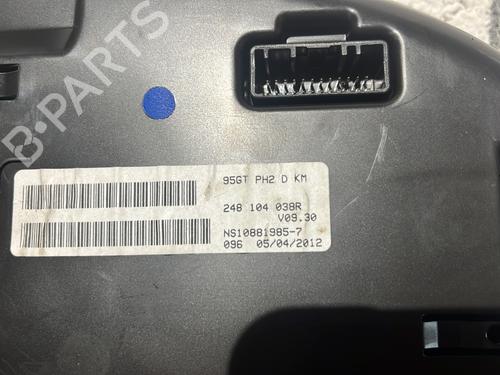 B-PARTS
95GT PH2 D KM
248 104 038R
V09.30
NS10881985-7
096 05/04/2012